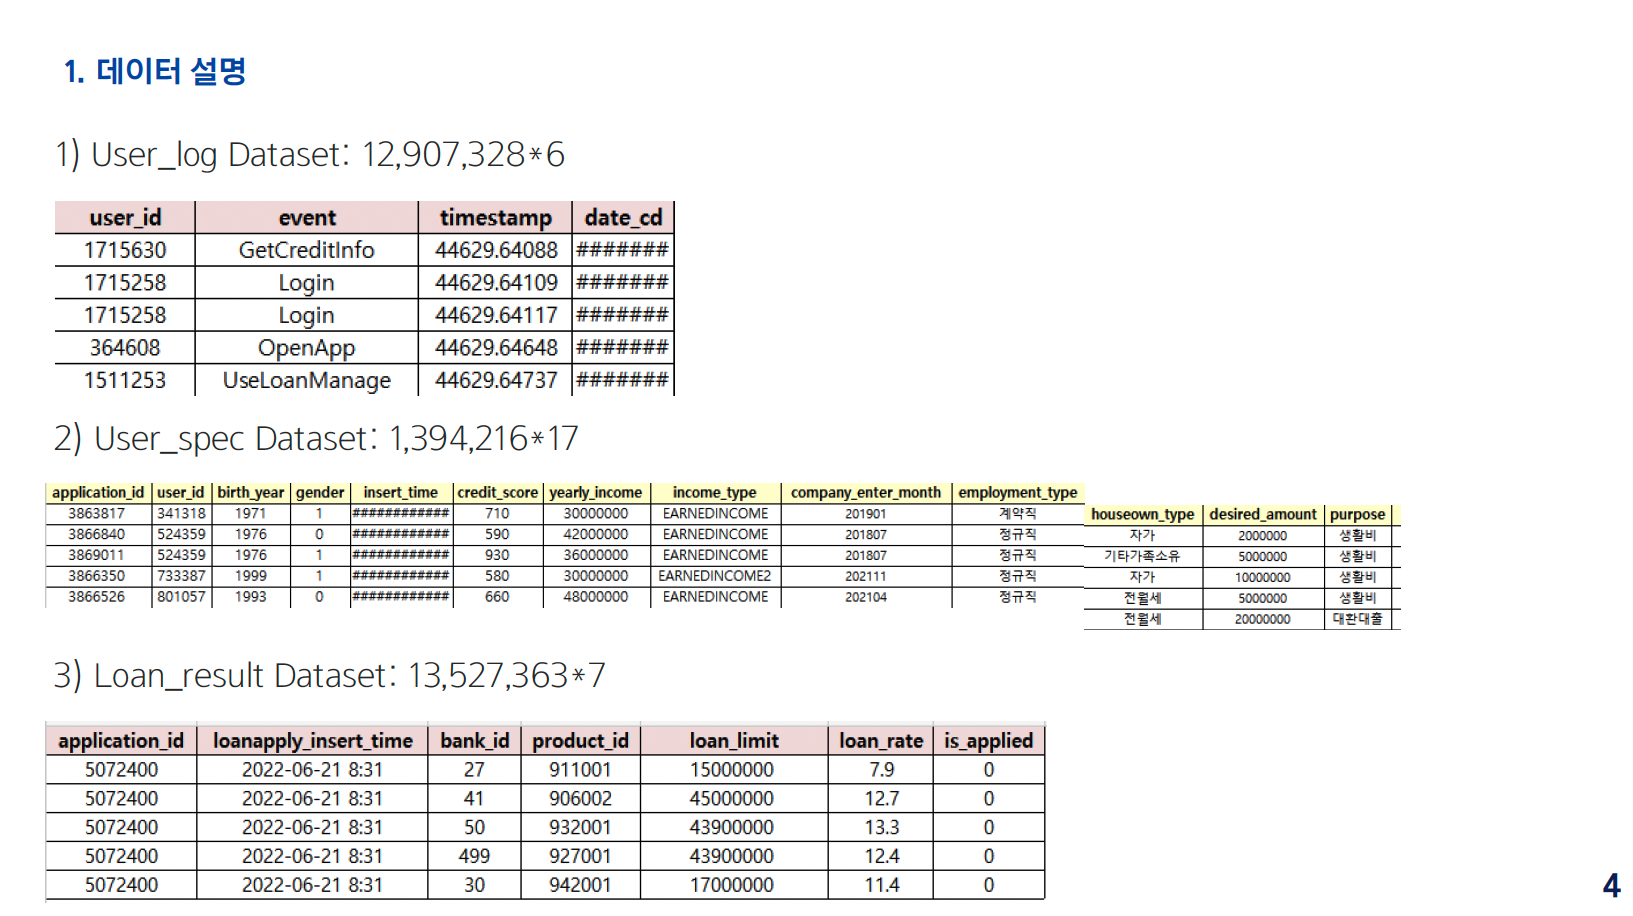 1. 데이터 설명
1) User_log Dataset: 12,907,328*6
user_id event timestamp date_cd
1715630 GetCreditInfo 44629.64088 #######
1715258 Login 44629.64109 #######
1715258 Login 44629.64117 #######
364608 OpenApp 44629.64648 #######
1511253 UseLoanManage 44629.64737 #######
2) User_spec Dataset: 1,394,216*17
application_id user_id birth_year gender insert_time credit_score yearly_income income_type company_enter_month employment_type
3863817 341318 1971 1 ############ 710 30000000 EARNEDINCOME 201901 계약직
3866840 524359 1976 0 ############ 590 42000000 EARNEDINCOME 201807 정규직
3869011 524359 1976 1 ############ 930 36000000 EARNEDINCOME 201807 정규직
3866350 733387 1999 1 ############ 580 30000000 EARNEDINCOME2 202111 정규직
3866526 801057 1993 0 ############ 660 48000000 EARNEDINCOME 202104 정규직
houseown_type desired_amount purpose
자가 2000000 생활비
기타가족소유 5000000 생활비
자가 10000000 생활비
전월세 5000000 생활비
전월세 20000000 대환대출
3) Loan_result Dataset: 13,527,363*7
application_id loanapply_insert_time bank_id product_id loan_limit loan_rate is_applied
5072400 2022-06-21 8:31 27 911001 15000000 7.9 0
5072400 2022-06-21 8:31 41 906002 45000000 12.7 0
5072400 2022-06-21 8:31 50 932001 43900000 13.3 0
5072400 2022-06-21 8:31 499 927001 43900000 12.4 0
5072400 2022-06-21 8:31 30 942001 17000000 11.4 0
4